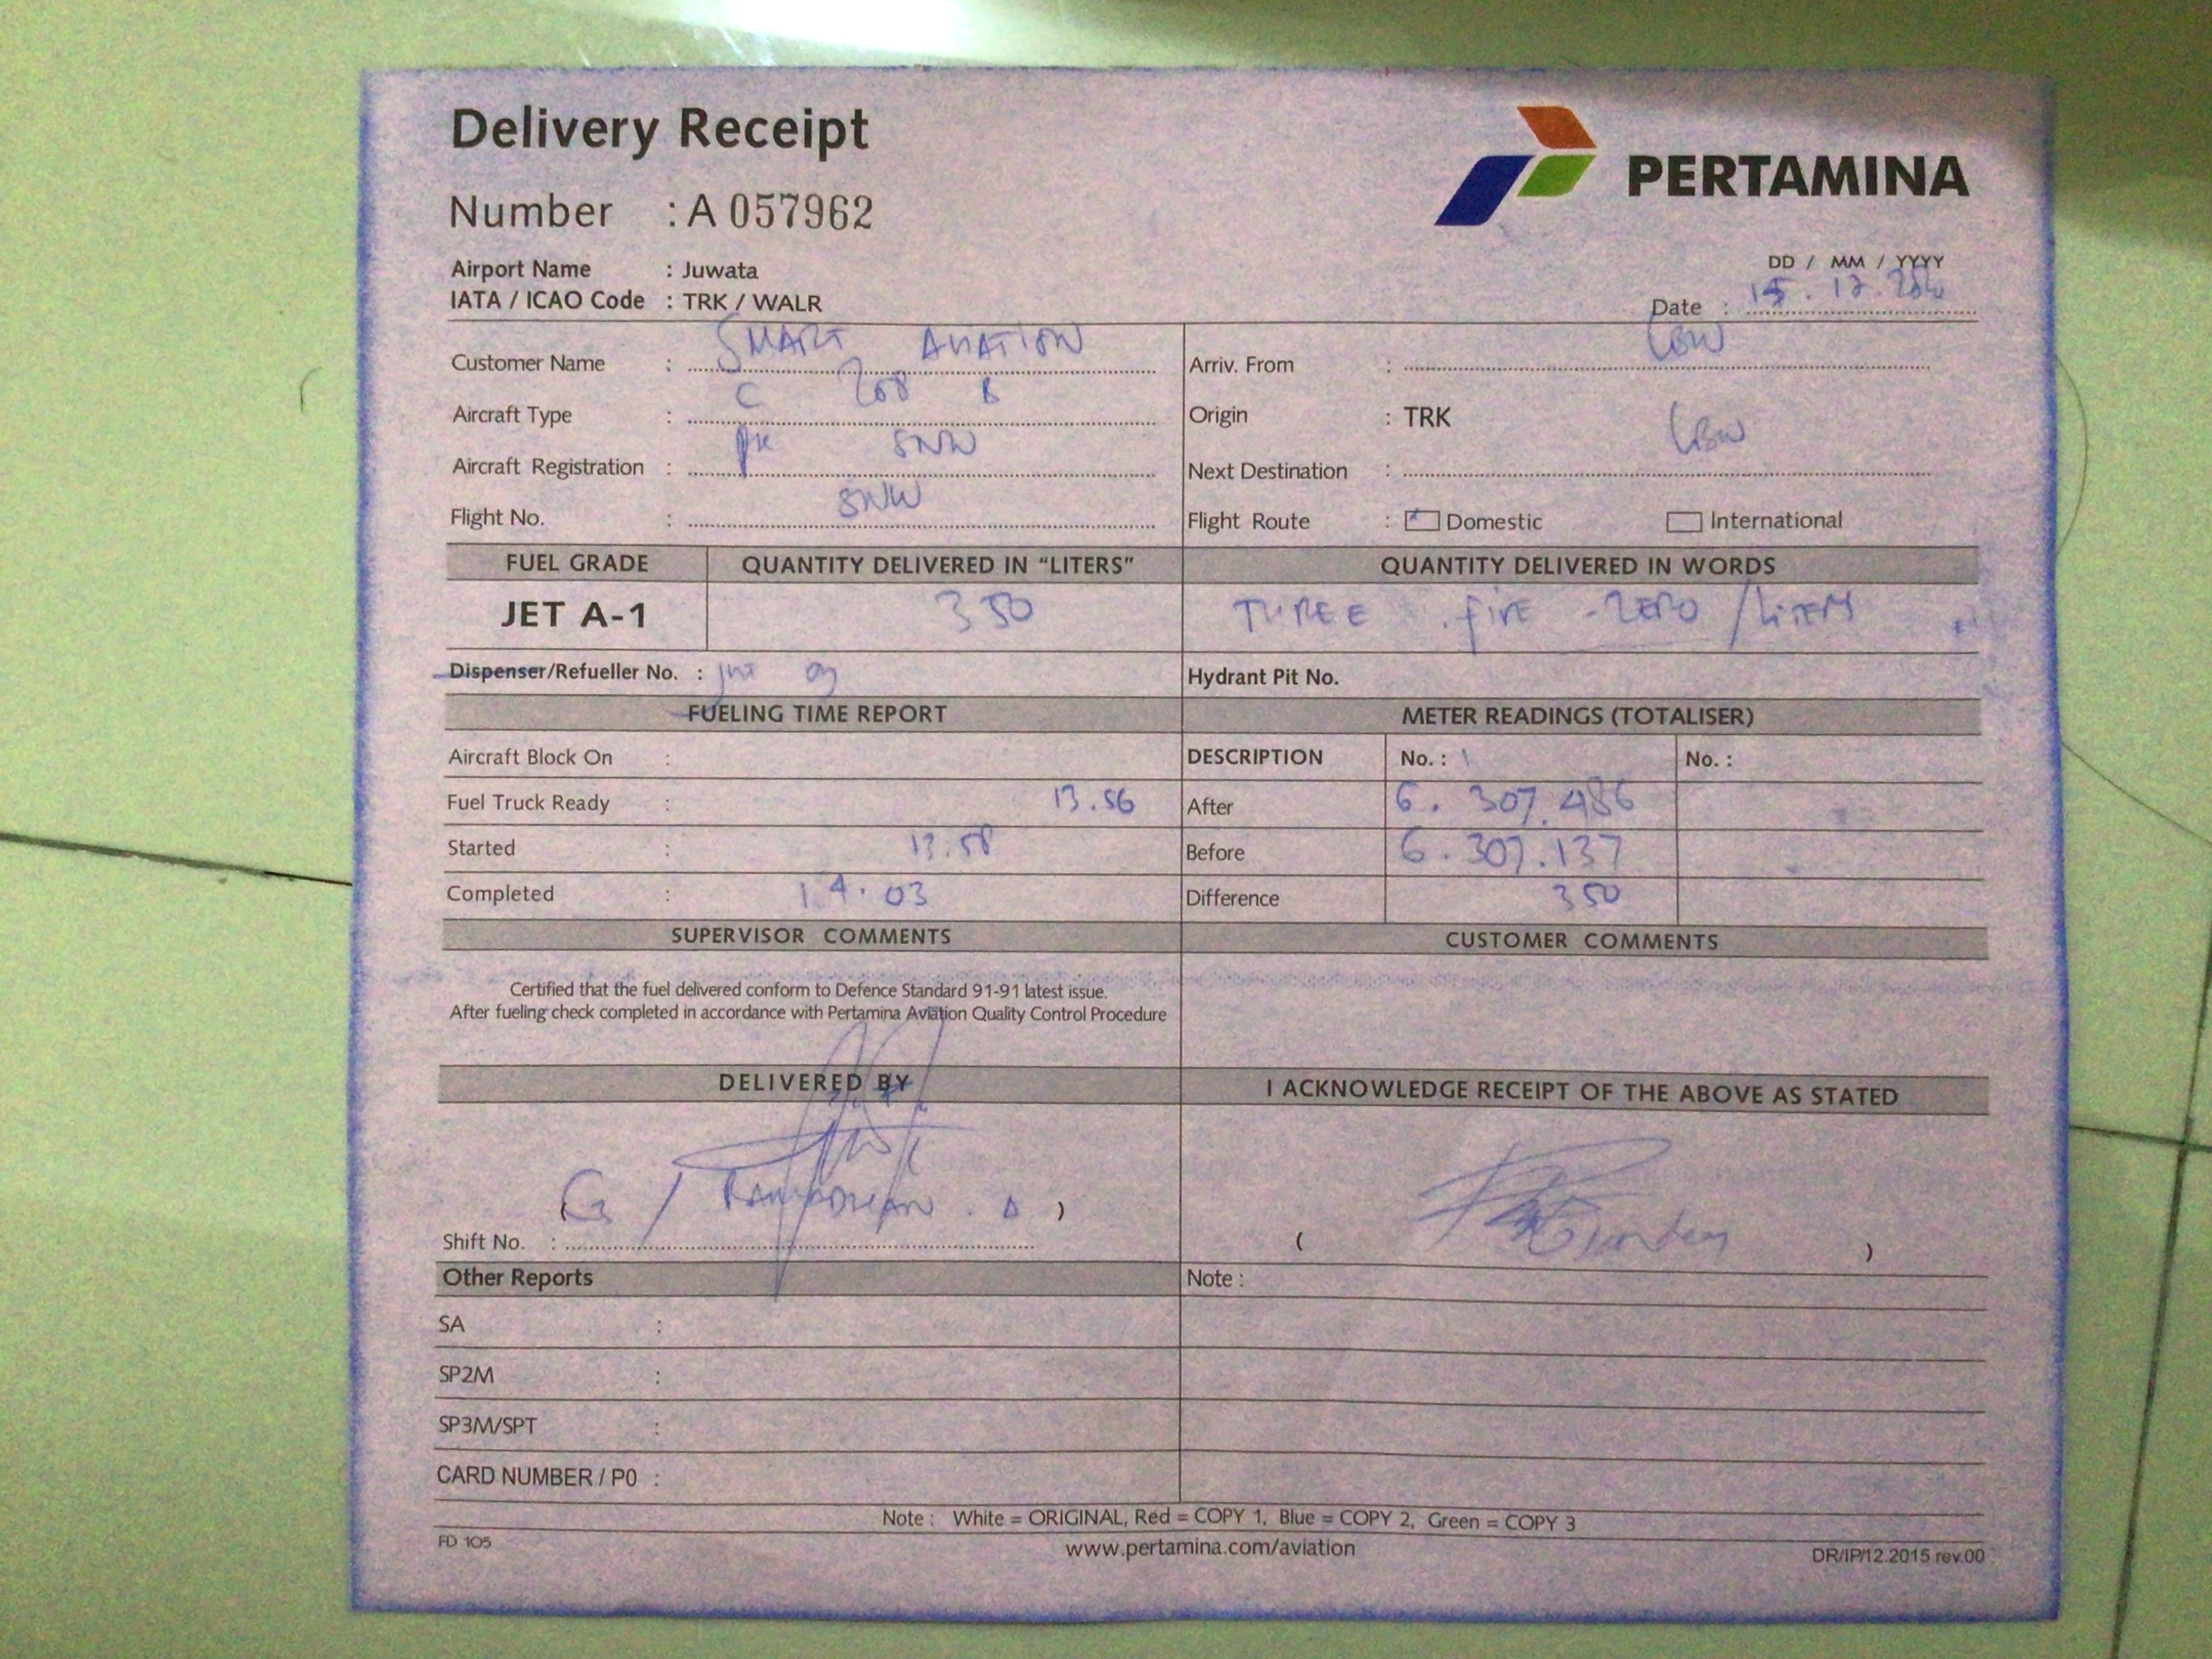 Delivery Receipt
PERTAMINA
Number : A 057962
Airport Name : Juwata
IATA / ICAO Code : TRK / WALR
DD / MM / YYYY
Date : 15. 12.
Customer Name : SMART AVIATION
Arriv. From : LBW
Aircraft Type : C 208 B
Origin : TRK
Aircraft Registration : PK SNW
Next Destination : LBW
Flight No. : SNW
Flight Route : Domestic International
FUEL GRADE QUANTITY DELIVERED IN “LITERS” QUANTITY DELIVERED IN WORDS
JET A-1 350 THREE . FIVE - ZERO / LITERS
Dispenser/Refueller No. :
Hydrant Pit No.
FUELING TIME REPORT METER READINGS (TOTALISER)
Aircraft Block On :
DESCRIPTION No. : 1 No. :
Fuel Truck Ready : 13.56
After 6. 307.486
Started : 13.58
Before 6. 307.137
Completed : 14.03
Difference 350
SUPERVISOR COMMENTS CUSTOMER COMMENTS
Certified that the fuel delivered conform to Defence Standard 91-91 latest issue.
After fueling check completed in accordance with Pertamina Aviation Quality Control Procedure
DELIVERED BY I ACKNOWLEDGE RECEIPT OF THE ABOVE AS STATED
Shift No. :
Other Reports Note :
SA :
SP2M :
SP3M/SPT :
CARD NUMBER / P0 :
Note : White = ORIGINAL, Red = COPY 1, Blue = COPY 2, Green = COPY 3
FD 105 www.pertamina.com/aviation DR/IP/12.2015 rev.00